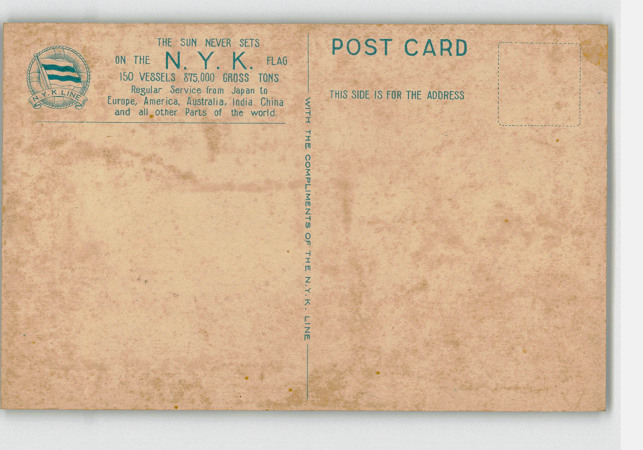 THE SUN NEVER SETS
ON THE N. Y. K. FLAG
150 VESSELS 875,000 GROSS TONS
Regular Service from Japan to
Europe, America, Australia, India, China
and all other Parts of the world.
N.Y.K. LINE
POST CARD
THIS SIDE IS FOR THE ADDRESS
WITH THE COMPLIMENTS OF THE N.Y.K. LINE